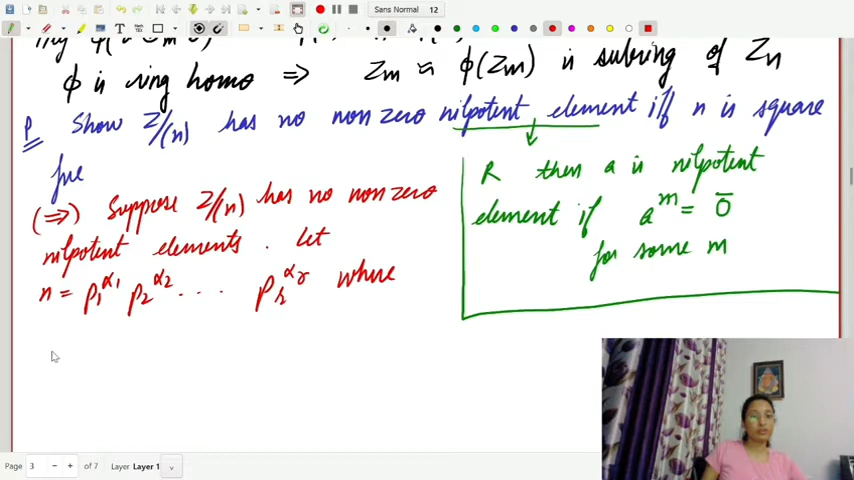 Sans Normal 12
φ is ring homo ⇒ Zm ≈ φ(Zm) is subring of Zn
P Show Z/(n) has no non zero nilpotent element iff n is square
free
(⇒) Suppose Z/(n) has no non zero
nilpotent elements. Let
n = p₁^α₁ p₂^α₂ .... p_r^α_r where
R then a is nilpotent
element if a^m = 0̄
for some m
Page 3 of 7 Layer Layer 1